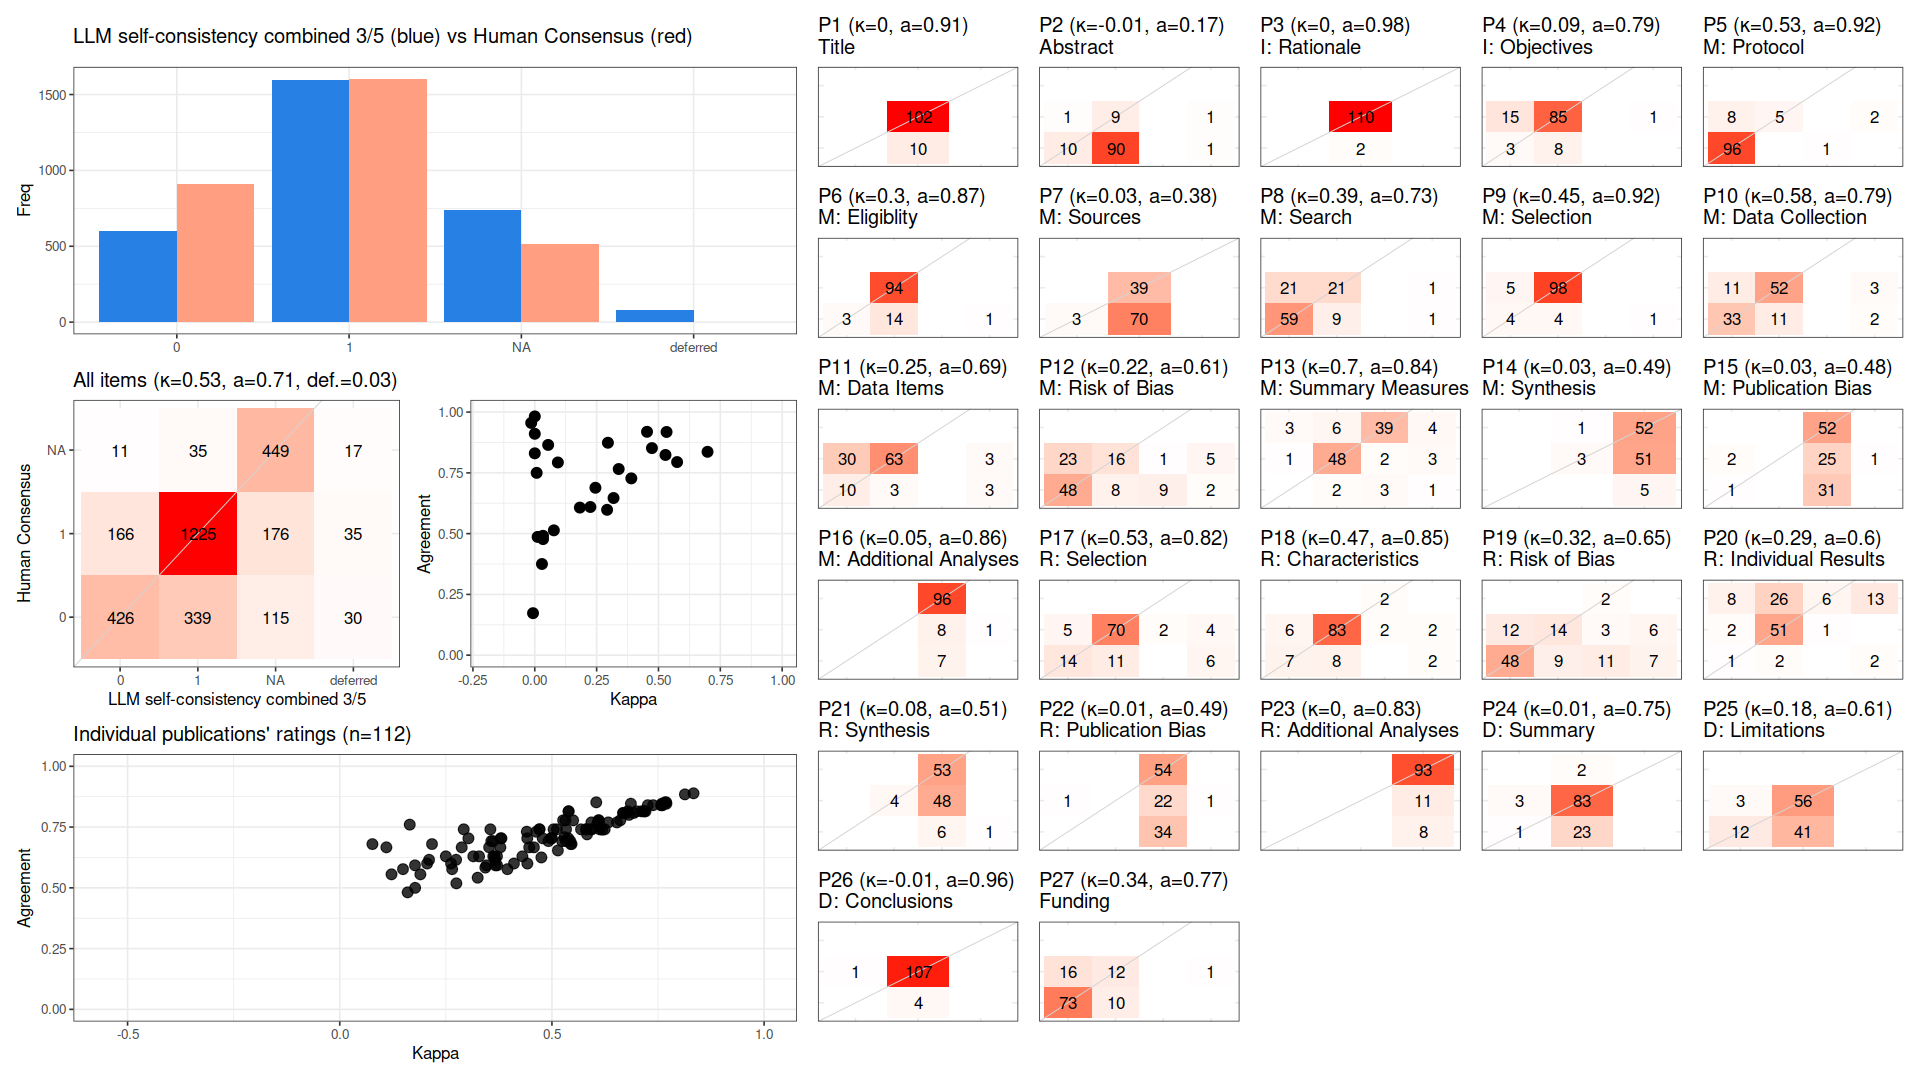 LLM self-consistency combined 3/5 (blue) vs Human Consensus (red)
Freq
1500
1000
500
0
0 1 NA deferred
All items (κ=0.53, a=0.71, def.=0.03)
Human Consensus
NA 11 35 449 17
1 166 1225 176 35
0 426 339 115 30
0 1 NA deferred
LLM self-consistency combined 3/5
Agreement
1.00
0.75
0.50
0.25
0.00
-0.25 0.00 0.25 0.50 0.75 1.00
Kappa
Individual publications' ratings (n=112)
Agreement
1.00
0.75
0.50
0.25
0.00
-0.5 0.0 0.5 1.0
Kappa
P1 (κ=0, a=0.91)
Title
102
10
P2 (κ=-0.01, a=0.17)
Abstract
1 9 1
10 90 1
P3 (κ=0, a=0.98)
I: Rationale
110
2
P4 (κ=0.09, a=0.79)
I: Objectives
15 85 1
3 8
P5 (κ=0.53, a=0.92)
M: Protocol
8 5 2
96 1
P6 (κ=0.3, a=0.87)
M: Eligiblity
94
3 14 1
P7 (κ=0.03, a=0.38)
M: Sources
39
3 70
P8 (κ=0.39, a=0.73)
M: Search
21 21 1
59 9 1
P9 (κ=0.45, a=0.92)
M: Selection
5 98
4 4 1
P10 (κ=0.58, a=0.79)
M: Data Collection
11 52 3
33 11 2
P11 (κ=0.25, a=0.69)
M: Data Items
30 63 3
10 3 3
P12 (κ=0.22, a=0.61)
M: Risk of Bias
23 16 1 5
48 8 9 2
P13 (κ=0.7, a=0.84)
M: Summary Measures
3 6 39 4
1 48 2 3
2 3 1
P14 (κ=0.03, a=0.49)
M: Synthesis
1 52
3 51
5
P15 (κ=0.03, a=0.48)
M: Publication Bias
52
2 25 1
1 31
P16 (κ=0.05, a=0.86)
M: Additional Analyses
96
8 1
7
P17 (κ=0.53, a=0.82)
R: Selection
5 70 2 4
14 11 6
P18 (κ=0.47, a=0.85)
R: Characteristics
2
6 83 2 2
7 8 2
P19 (κ=0.32, a=0.65)
R: Risk of Bias
2
12 14 3 6
48 9 11 7
P20 (κ=0.29, a=0.6)
R: Individual Results
8 26 6 13
2 51 1
1 2 2
P21 (κ=0.08, a=0.51)
R: Synthesis
53
4 48
6 1
P22 (κ=0.01, a=0.49)
R: Publication Bias
54
1 22 1
34
P23 (κ=0, a=0.83)
R: Additional Analyses
93
11
8
P24 (κ=0.01, a=0.75)
D: Summary
2
3 83
1 23
P25 (κ=0.18, a=0.61)
D: Limitations
3 56
12 41
P26 (κ=-0.01, a=0.96)
D: Conclusions
1 107
4
P27 (κ=0.34, a=0.77)
Funding
16 12 1
73 10